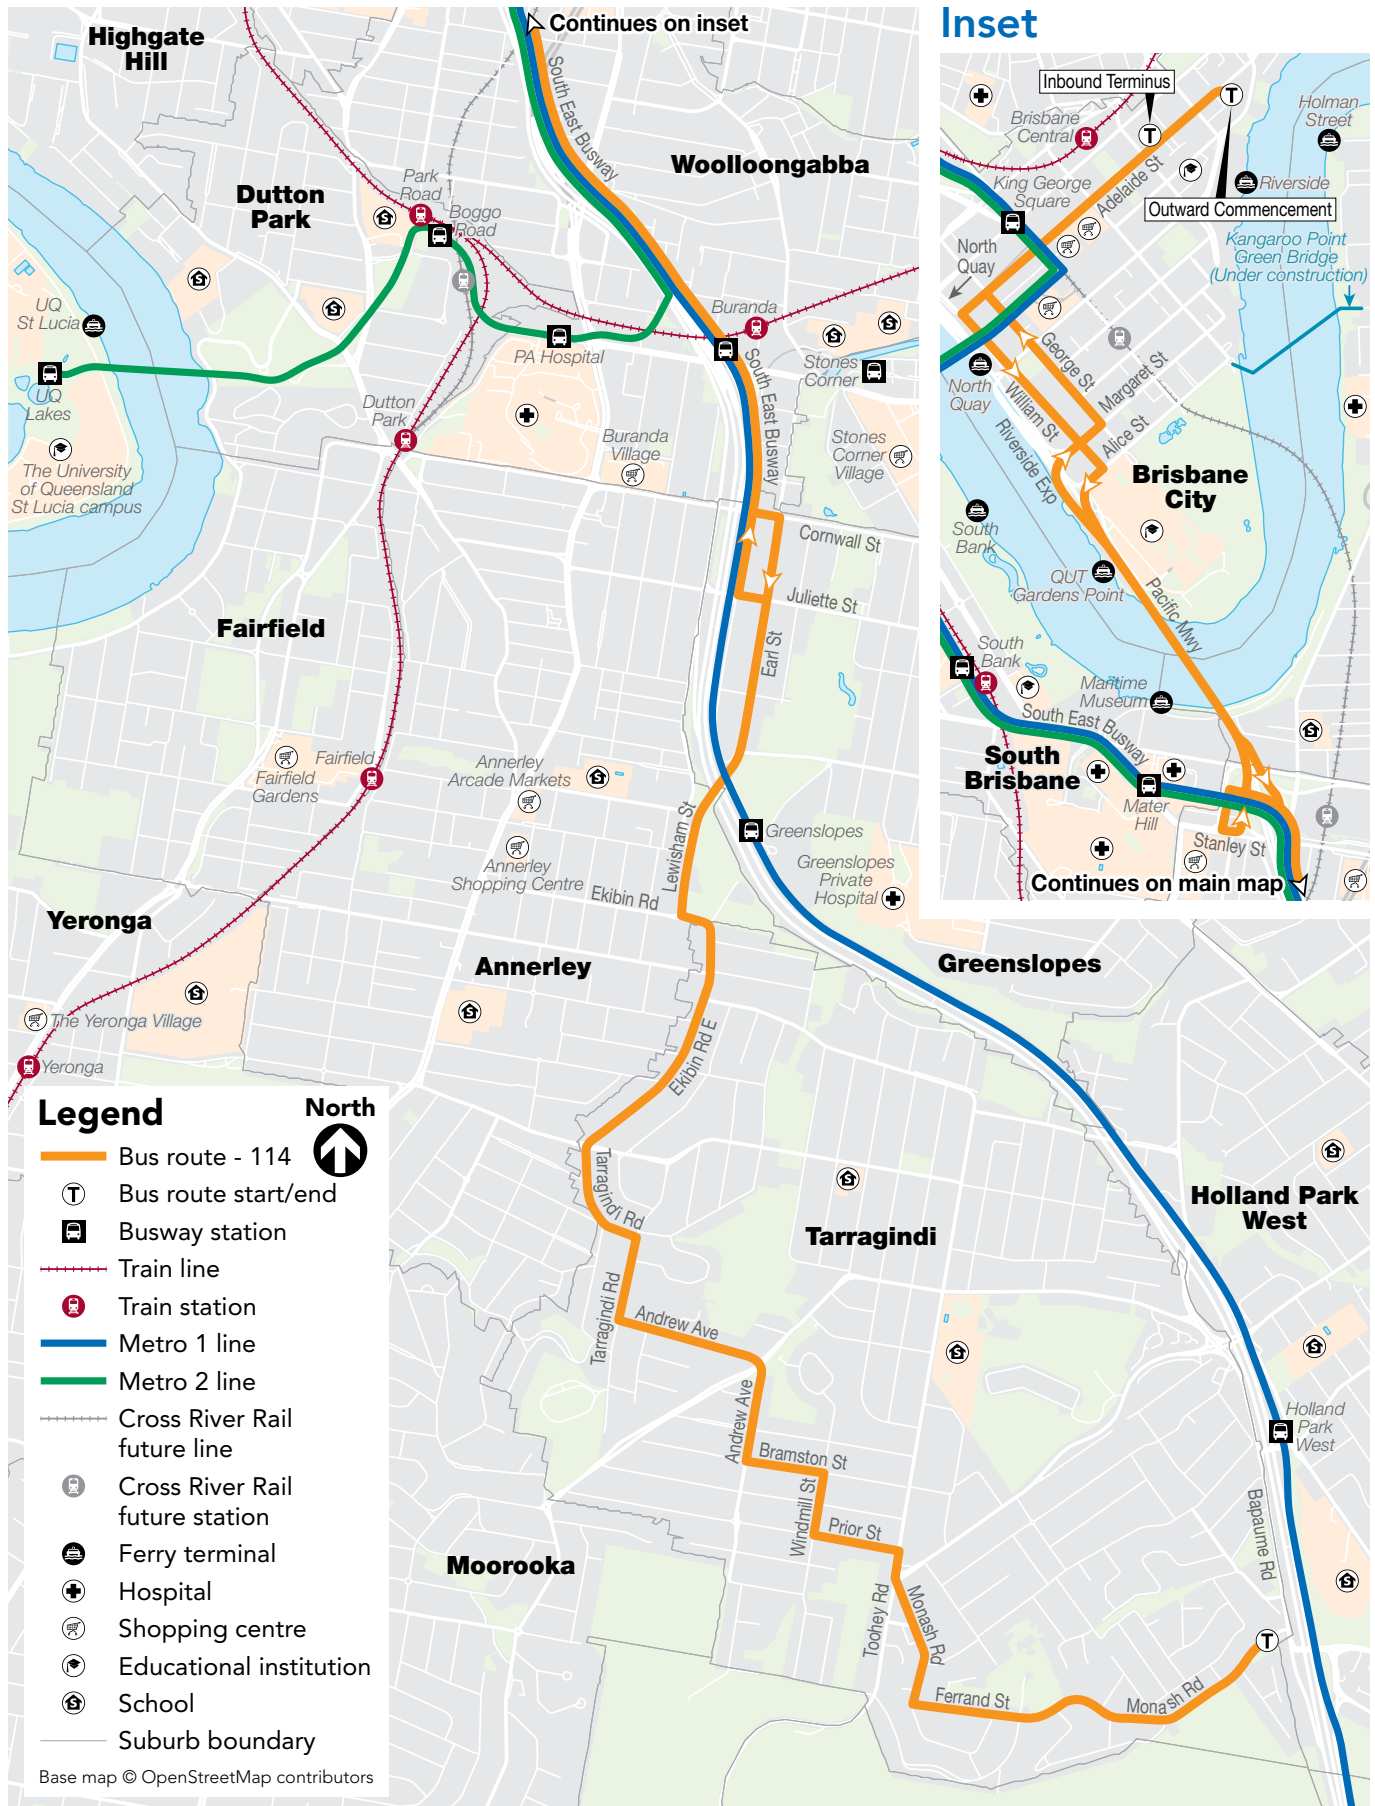 Continues on inset
Highgate
Hill
South East Busway
Woolloongabba
Dutton
Park
Park
Road
Boggo
Road
UQ
St Lucia
UQ
Lakes
The University
of Queensland
St Lucia campus
PA Hospital
Buranda
Stones
Corner
South East Busway
Dutton
Park
Buranda
Village
Stones
Corner
Village
Cornwall St
Juliette St
Earl St
Fairfield
Fairfield
Fairfield
Gardens
Annerley
Arcade Markets
Annerley
Shopping Centre
Lewisham St
Greenslopes
Greenslopes
Private
Hospital
Ekibin Rd
Yeronga
Annerley
Greenslopes
The Yeronga Village
Yeronga
Ekibin Rd E
Tarragindi Rd
Tarragindi
Holland Park
West
Tarragindi Rd
Andrew Ave
Andrew Ave
Bramston St
Windmill St
Prior St
Holland
Park
West
Bapaume Rd
Moorooka
Toohey Rd
Monash Rd
Ferrand St
Monash Rd
T
Inset
Inbound Terminus
T
T
Brisbane
Central
Holman
Street
Riverside
King George
Square
Adelaide St
Outward Commencement
North
Quay
Kangaroo Point
Green Bridge
(Under construction)
George St
Margaret St
North
Quay
William St
Alice St
Riverside Exp
Brisbane
City
South
Bank
QUT
Gardens Point
Pacific Mwy
South
Bank
Maritime
Museum
South East Busway
South
Brisbane
Mater
Hill
Stanley St
Continues on main map
Legend
North
Bus route - 114
T
Bus route start/end
Busway station
Train line
Train station
Metro 1 line
Metro 2 line
Cross River Rail
future line
Cross River Rail
future station
Ferry terminal
Hospital
Shopping centre
Educational institution
School
Suburb boundary
Base map © OpenStreetMap contributors